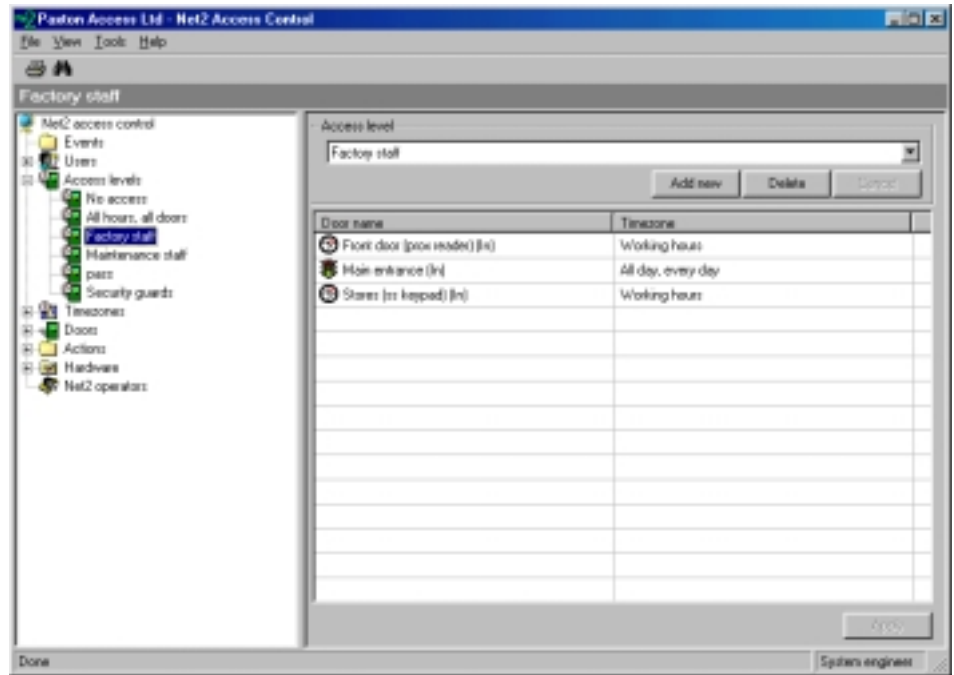 Paxton Access Ltd - Net2 Access Control
File View Tools Help
Factory staff
Net2 access control
Events
Users
Access levels
No access
All hours, all doors
Factory staff
Maintenance staff
pass
Security guards
Timezones
Doors
Actions
Hardware
Net2 operators
Access level
Factory staff
Add new Delete Cancel
Door name Timezone
Front door (prox reader) (In) Working hours
Main entrance (In) All day, every day
Stores (ss keypad) (In) Working hours
Apply
Done System engineer